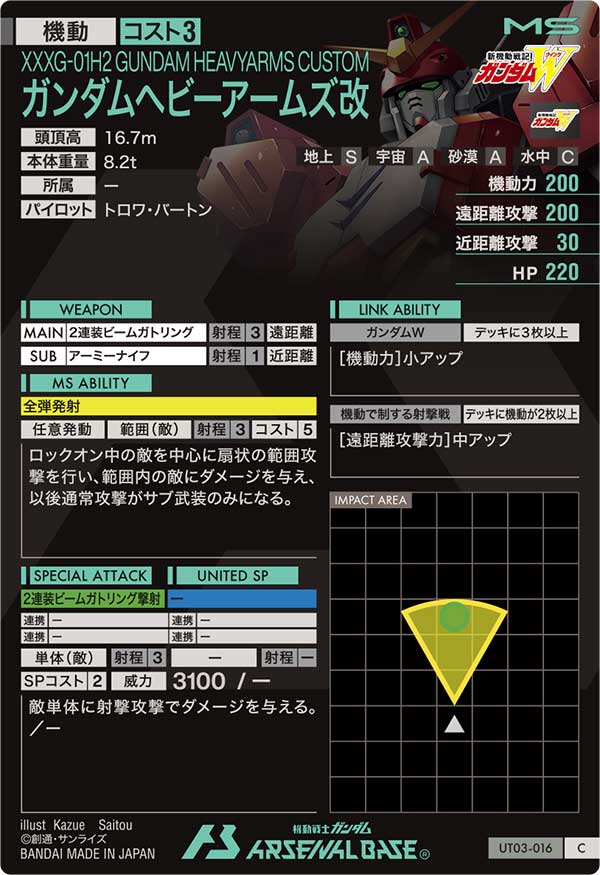 機動 コスト3 MS
XXXG-01H2 GUNDAM HEAVYARMS CUSTOM
ガンダムヘビーアームズ改
新機動戦記 ガンダムW ウイング
頭頂高 16.7m
本体重量 8.2t
所属 ー
パイロット トロワ・バートン
地上 S 宇宙 A 砂漠 A 水中 C
機動力 200
遠距離攻撃 200
近距離攻撃 30
HP 220
WEAPON
MAIN 2連装ビームガトリング 射程 3 遠距離
SUB アーミーナイフ 射程 1 近距離
MS ABILITY
全弾発射
任意発動 範囲(敵) 射程 3 コスト 5
ロックオン中の敵を中心に扇状の範囲攻
撃を行い、範囲内の敵にダメージを与え、
以後通常攻撃がサブ武装のみになる。
LINK ABILITY
ガンダムW デッキに3枚以上
[機動力]小アップ
機動で制する射撃戦 デッキに機動が2枚以上
[遠距離攻撃力]中アップ
IMPACT AREA
SPECIAL ATTACK UNITED SP
2連装ビームガトリング撃射 ー
連携 ー 連携 ー
連携 ー 連携 ー
単体(敵) 射程 3 ー 射程 ー
SPコスト 2 威力 3100 / ー
敵単体に射撃攻撃でダメージを与える。
/ー
illust Kazue Saitou
©創通・サンライズ
BANDAI MADE IN JAPAN
機動戦士ガンダム
ARSENAL BASE®
UT03-016 C